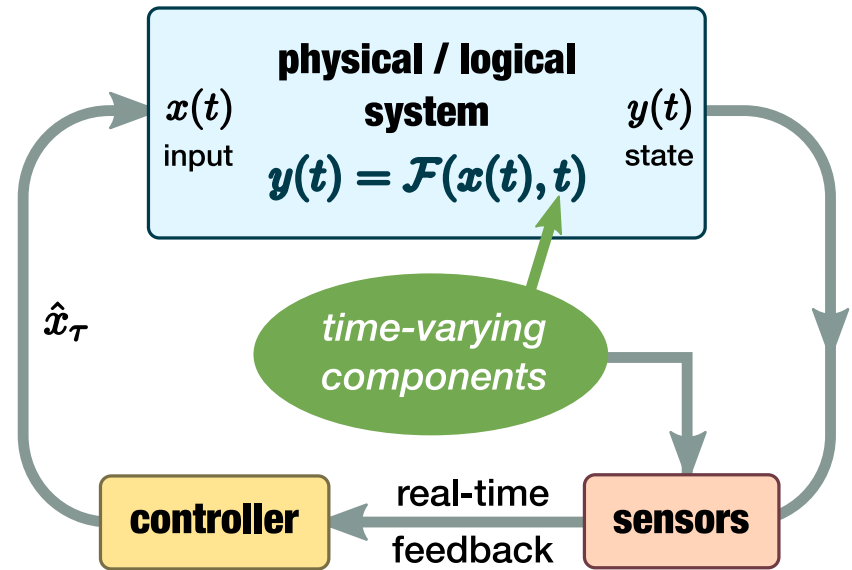 physical / logical
system
x(t)
input
y(t)
state
y(t) = ℱ(x(t), t)
time-varying
components
x̂_τ
controller
real-time
feedback
sensors